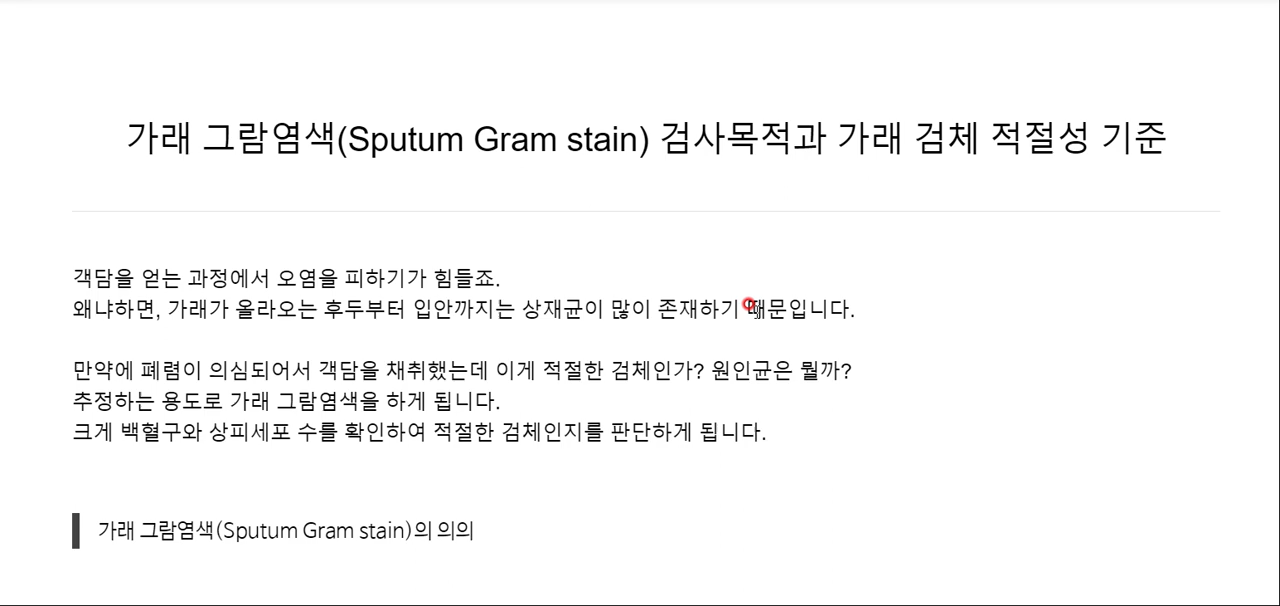 가래 그람염색(Sputum Gram stain) 검사목적과 가래 검체 적절성 기준
객담을 얻는 과정에서 오염을 피하기가 힘들죠.
왜냐하면, 가래가 올라오는 후두부터 입안까지는 상재균이 많이 존재하기 때문입니다.
만약에 폐렴이 의심되어서 객담을 채취했는데 이게 적절한 검체인가? 원인균은 뭘까?
추정하는 용도로 가래 그람염색을 하게 됩니다.
크게 백혈구와 상피세포 수를 확인하여 적절한 검체인지를 판단하게 됩니다.
가래 그람염색(Sputum Gram stain)의 의의